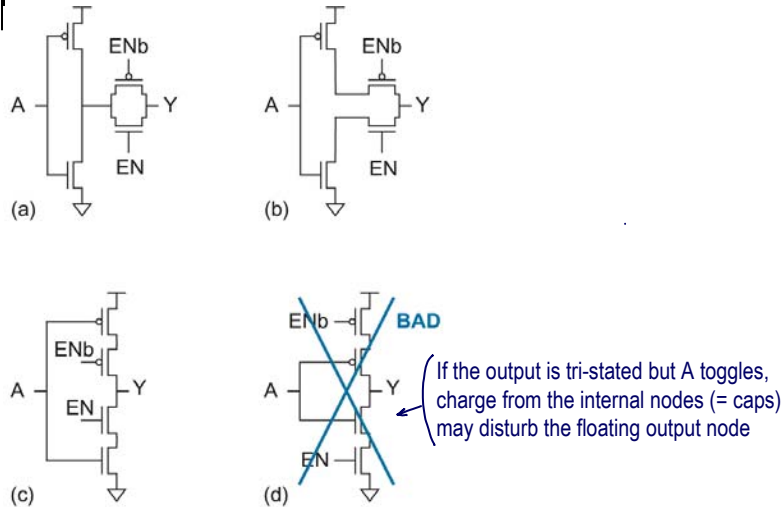 ENb
A
Y
EN
(a)
ENb
A
Y
EN
(b)
ENb
A
Y
EN
(c)
ENb
BAD
A
Y
EN
(d)
If the output is tri-stated but A toggles,
charge from the internal nodes (= caps)
may disturb the floating output node